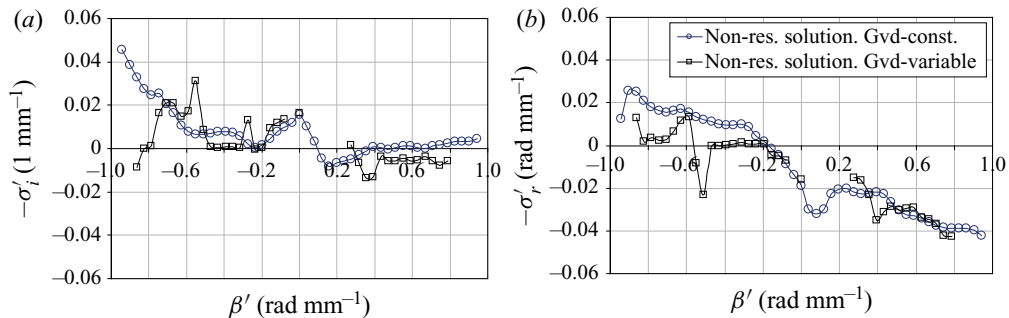 (a)
0.06
0.04
0.02
0
−0.02
−0.04
−0.06
−1.0 −0.6 −0.2 0.2 0.6 1.0
−σ′i (1 mm−1)
β′ (rad mm−1)
(b)
0.06
0.04
0.02
0
−0.02
−0.04
−0.06
−1.0 −0.6 −0.2 0.2 0.6 1.0
−σ′r (rad mm−1)
β′ (rad mm−1)
Non-res. solution. Gvd-const.
Non-res. solution. Gvd-variable